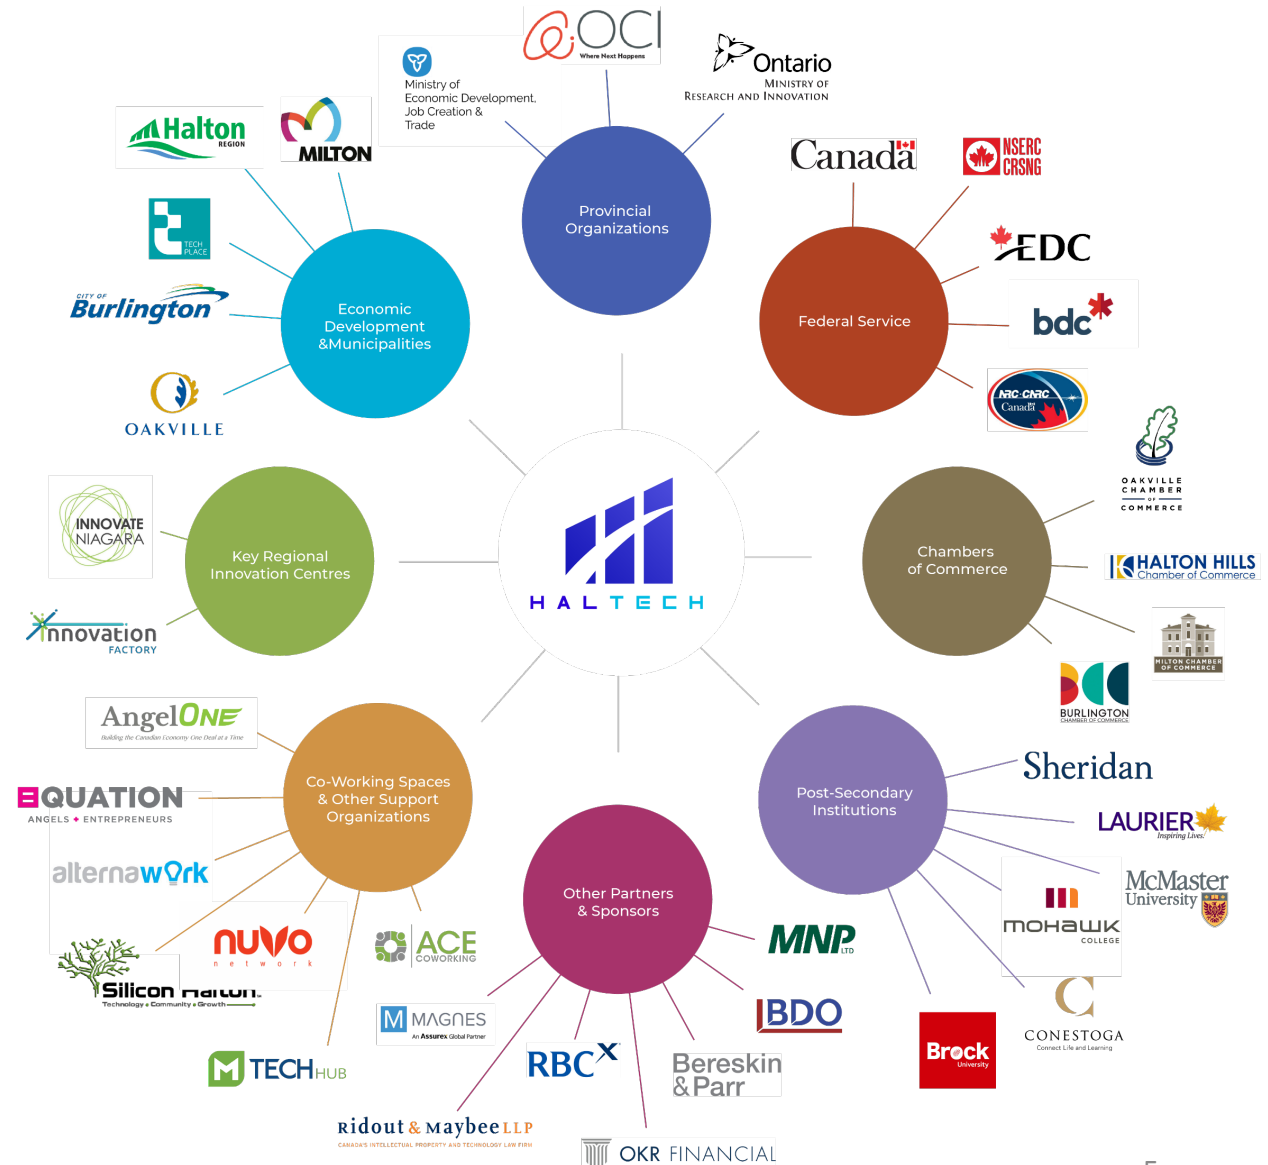 OCI
Where Next Happens
Ministry of
Economic Development,
Job Creation &
Trade
Ontario
MINISTRY OF
RESEARCH AND INNOVATION
Provincial
Organizations
Halton
REGION
MILTON
TECH
PLACE
CITY OF
Burlington
OAKVILLE
Economic
Development
&Municipalities
Canada
NSERC
CRSNG
EDC
bdc
NRC·CNRC
Canada
Federal Service
INNOVATE
NIAGARA
innovation
FACTORY
Key Regional
Innovation Centres
HALTECH
OAKVILLE
CHAMBER
OF
COMMERCE
HALTON HILLS
Chamber of Commerce
MILTON CHAMBER
OF COMMERCE
BURLINGTON
CHAMBER OF COMMERCE
Chambers
of Commerce
AngelONE
Building the Canadian Economy One Deal at a Time
EQUATION
ANGELS ♦ ENTREPRENEURS
alternawork
Silicon Halton
Technology • Community • Growth
nuvo
network
ACE
COWORKING
M TECHHUB
Co-Working Spaces
& Other Support
Organizations
Other Partners
& Sponsors
M MAGNES
An Assurex Global Partner
Ridout & Maybee LLP
CANADA'S INTELLECTUAL PROPERTY AND TECHNOLOGY LAW FIRM
RBCX
OKR FINANCIAL
Bereskin
& Parr
BDO
MNP
LTD
Post-Secondary
Institutions
Sheridan
LAURIER
Inspiring Lives.
McMaster
University
MOHAWK
COLLEGE
CONESTOGA
Connect Life and Learning
Brock
University